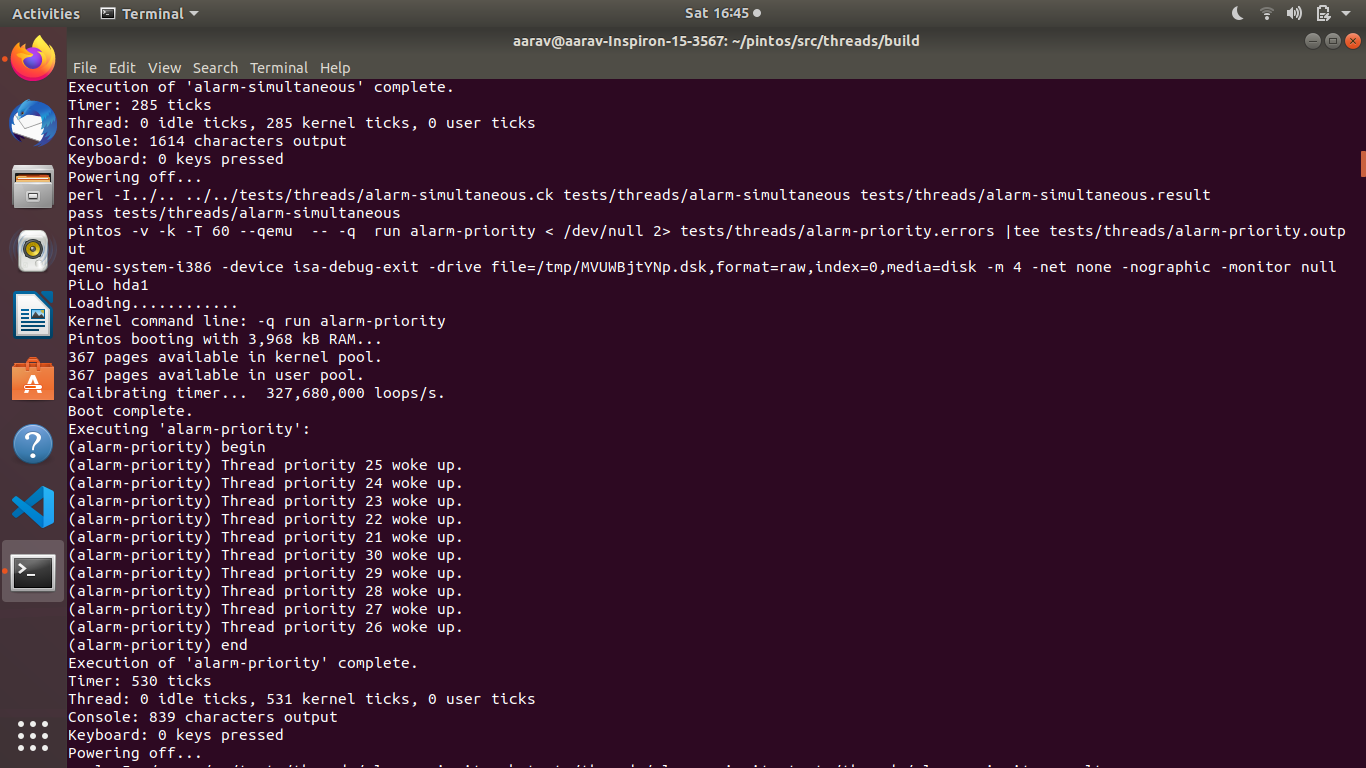 Activities Terminal Sat 16:45
aarav@aarav-Inspiron-15-3567: ~/pintos/src/threads/build
File Edit View Search Terminal Help
Execution of 'alarm-simultaneous' complete.
Timer: 285 ticks
Thread: 0 idle ticks, 285 kernel ticks, 0 user ticks
Console: 1614 characters output
Keyboard: 0 keys pressed
Powering off...
perl -I../.. ../../tests/threads/alarm-simultaneous.ck tests/threads/alarm-simultaneous tests/threads/alarm-simultaneous.result
pass tests/threads/alarm-simultaneous
pintos -v -k -T 60 --qemu  -- -q  run alarm-priority < /dev/null 2> tests/threads/alarm-priority.errors |tee tests/threads/alarm-priority.outp
ut
qemu-system-i386 -device isa-debug-exit -drive file=/tmp/MVUWBjtYNp.dsk,format=raw,index=0,media=disk -m 4 -net none -nographic -monitor null
PiLo hda1
Loading............
Kernel command line: -q run alarm-priority
Pintos booting with 3,968 kB RAM...
367 pages available in kernel pool.
367 pages available in user pool.
Calibrating timer...  327,680,000 loops/s.
Boot complete.
Executing 'alarm-priority':
(alarm-priority) begin
(alarm-priority) Thread priority 25 woke up.
(alarm-priority) Thread priority 24 woke up.
(alarm-priority) Thread priority 23 woke up.
(alarm-priority) Thread priority 22 woke up.
(alarm-priority) Thread priority 21 woke up.
(alarm-priority) Thread priority 30 woke up.
(alarm-priority) Thread priority 29 woke up.
(alarm-priority) Thread priority 28 woke up.
(alarm-priority) Thread priority 27 woke up.
(alarm-priority) Thread priority 26 woke up.
(alarm-priority) end
Execution of 'alarm-priority' complete.
Timer: 530 ticks
Thread: 0 idle ticks, 531 kernel ticks, 0 user ticks
Console: 839 characters output
Keyboard: 0 keys pressed
Powering off...